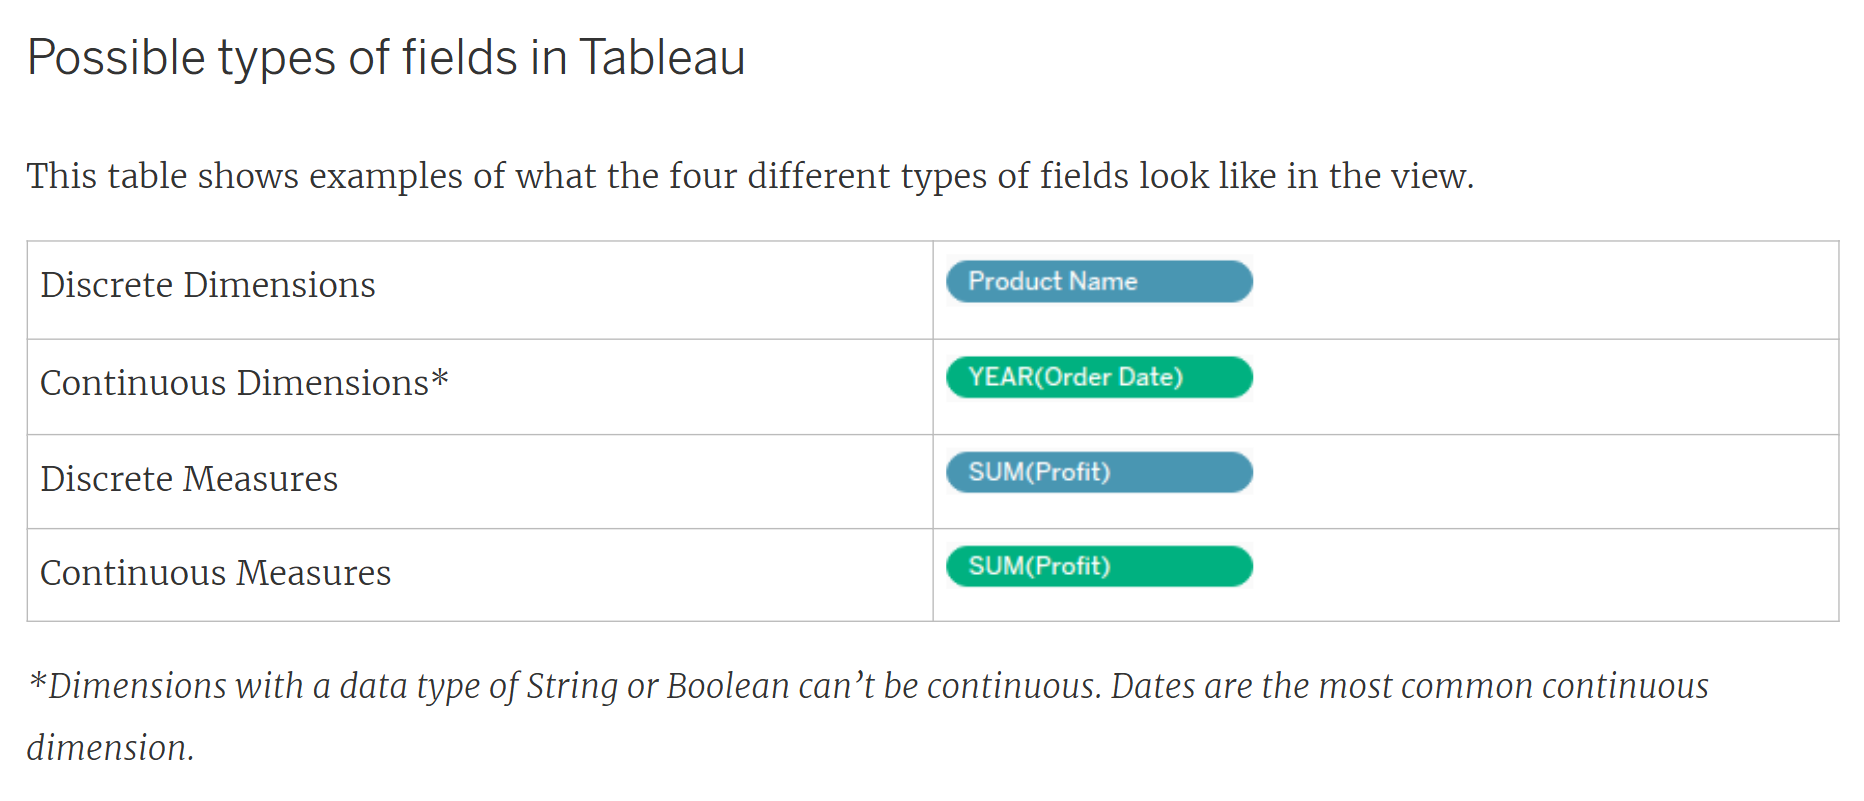 Possible types of fields in Tableau
This table shows examples of what the four different types of fields look like in the view.
Discrete Dimensions
Product Name
Continuous Dimensions*
YEAR(Order Date)
Discrete Measures
SUM(Profit)
Continuous Measures
SUM(Profit)
*Dimensions with a data type of String or Boolean can’t be continuous. Dates are the most common continuous
dimension.